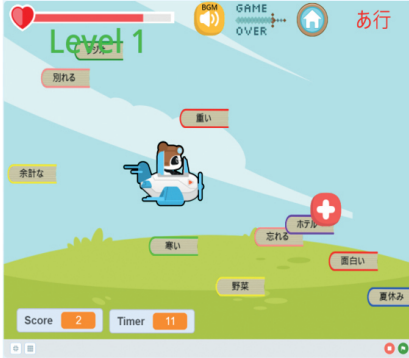 BGM
GAME
OVER
あ行
Level 1
別れる
重い
余計な
ホテル
忘れる
寒い
面白い
野菜
夏休み
Score 2
Timer 11